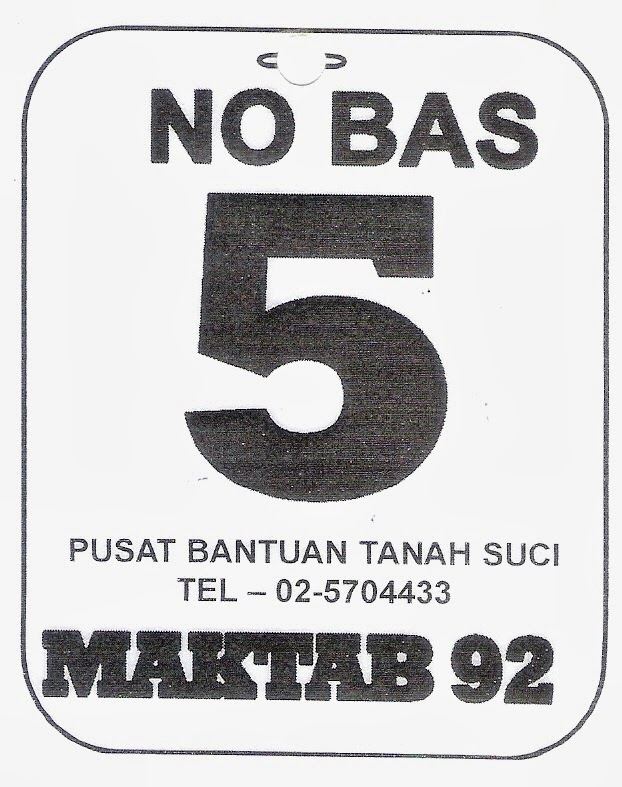 NO BAS
5
PUSAT BANTUAN TANAH SUCI
TEL – 02-5704433
MAKTAB 92